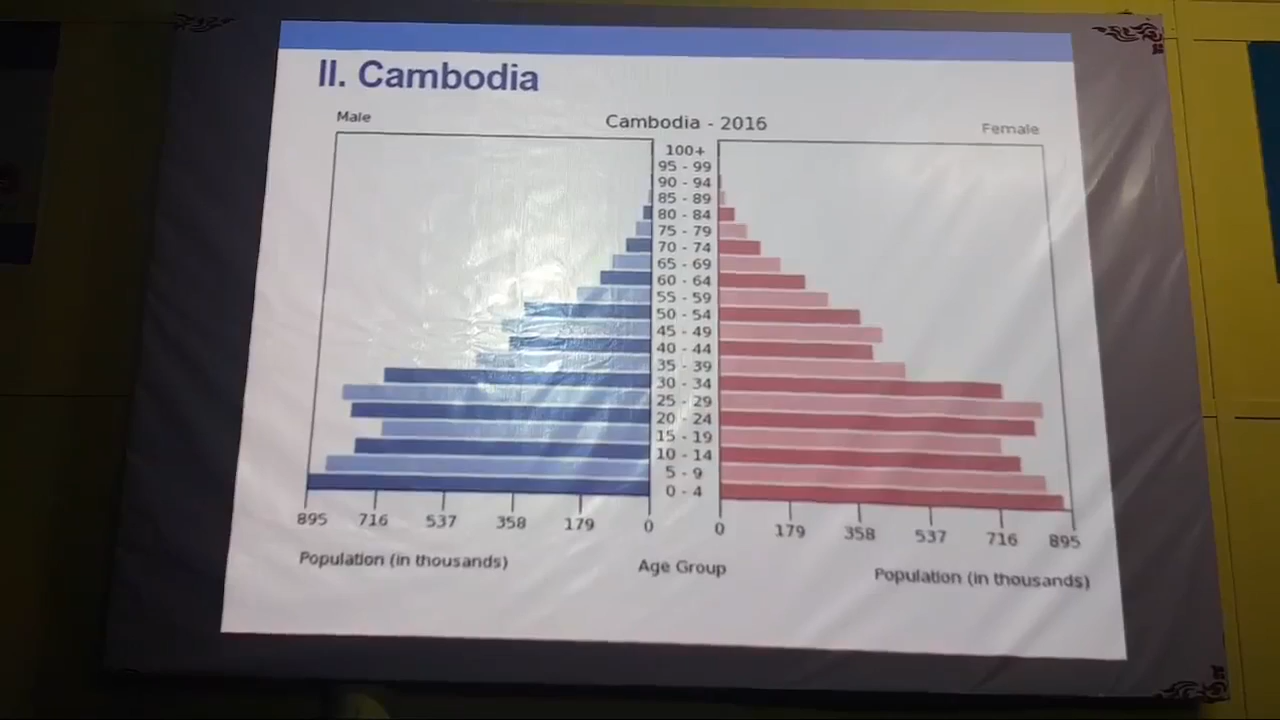 II. Cambodia
Male
Cambodia - 2016
Female
100+
95 - 99
90 - 94
85 - 89
80 - 84
75 - 79
70 - 74
65 - 69
60 - 64
55 - 59
50 - 54
45 - 49
40 - 44
35 - 39
30 - 34
25 - 29
20 - 24
15 - 19
10 - 14
5 - 9
0 - 4
895 716 537 358 179 0
0 179 358 537 716 895
Population (in thousands)
Age Group
Population (in thousands)